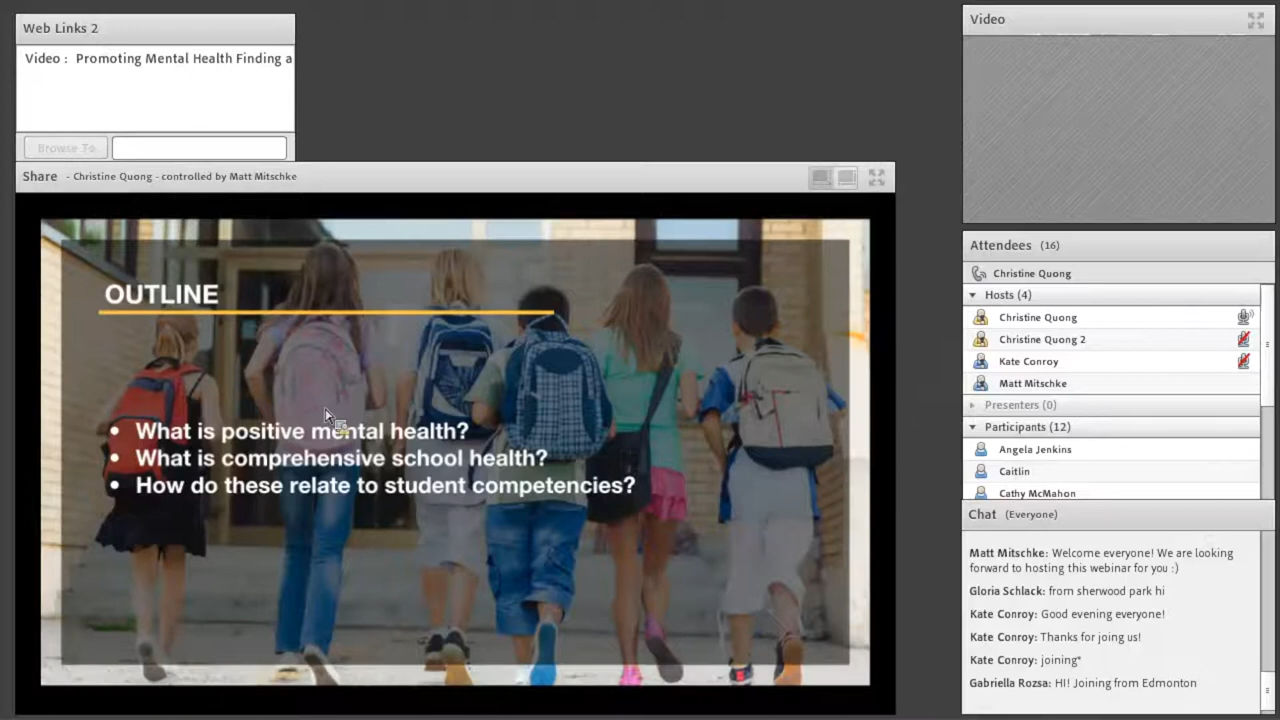 Web Links 2
Video : Promoting Mental Health Finding a
Browse To
Share - Christine Quong - controlled by Matt Mitschke
OUTLINE
• What is positive mental health?
• What is comprehensive school health?
• How do these relate to student competencies?
Video
Attendees (16)
Christine Quong
Hosts (4)
Christine Quong
Christine Quong 2
Kate Conroy
Matt Mitschke
Presenters (0)
Participants (12)
Angela Jenkins
Caitlin
Cathy McMahon
Chat (Everyone)
Matt Mitschke: Welcome everyone! We are looking
forward to hosting this webinar for you :)
Gloria Schlack: from sherwood park hi
Kate Conroy: Good evening everyone!
Kate Conroy: Thanks for joing us!
Kate Conroy: joining*
Gabriella Rozsa: HI! Joining from Edmonton